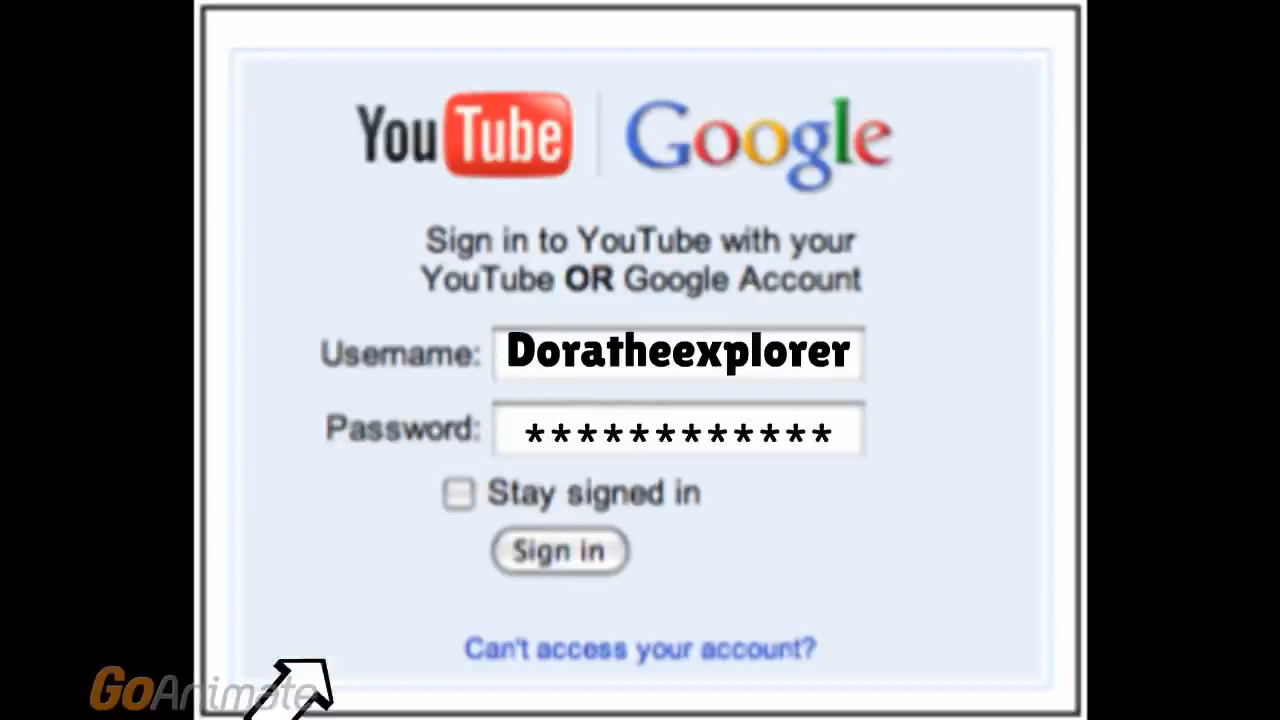 YouTube Google
Sign in to YouTube with your
YouTube OR Google Account
Username: Doratheexplorer
Password: ************
Stay signed in
Sign in
Can't access your account?
GoAnimate